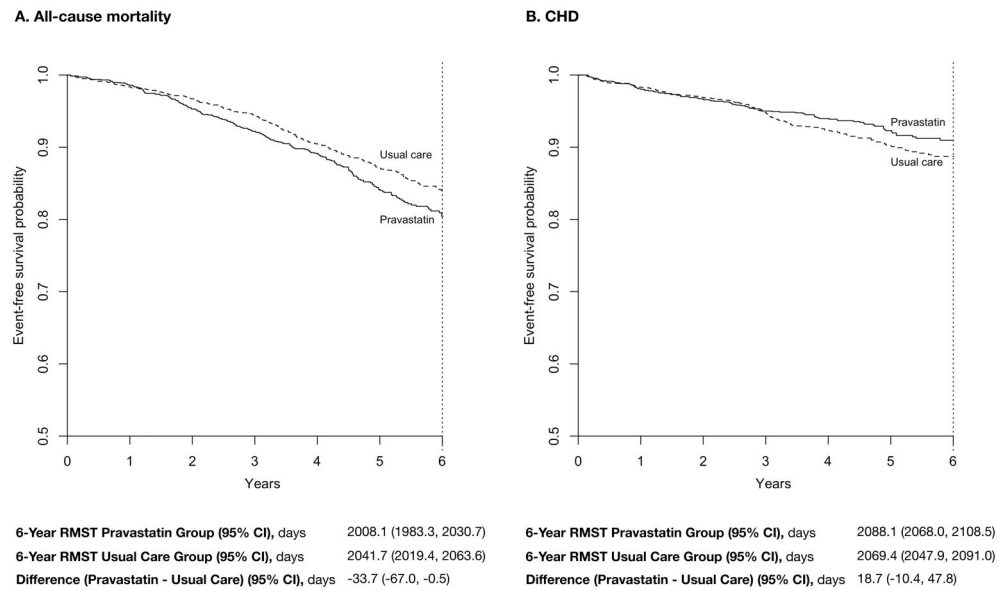 A. All-cause mortality
Event-free survival probability
1.0
0.9
0.8
0.7
0.6
0.5
Usual care
Pravastatin
0 1 2 3 4 5 6
Years
6-Year RMST Pravastatin Group (95% CI), days 2008.1 (1983.3, 2030.7)
6-Year RMST Usual Care Group (95% CI), days 2041.7 (2019.4, 2063.6)
Difference (Pravastatin - Usual Care) (95% CI), days -33.7 (-67.0, -0.5)
B. CHD
Event-free survival probability
1.0
0.9
0.8
0.7
0.6
0.5
Pravastatin
Usual care
0 1 2 3 4 5 6
Years
6-Year RMST Pravastatin Group (95% CI), days 2088.1 (2068.0, 2108.5)
6-Year RMST Usual Care Group (95% CI), days 2069.4 (2047.9, 2091.0)
Difference (Pravastatin - Usual Care) (95% CI), days 18.7 (-10.4, 47.8)